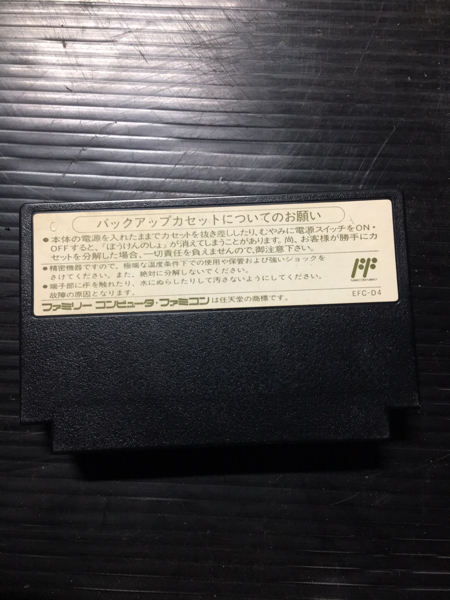 バックアップカセットについてのお願い
●本体の電源を入れたままでカセットを抜き差ししたり、むやみに電源スイッチをON・
OFFすると、「ぼうけんのしょ」が消えてしまうことがあります。尚、お客様が勝手にカ
セットを分解した場合、一切責任を負えませんので、御注意下さい。
●精密機器ですので、極端な温度条件下での使用や保管および強いショックを
さけてください。また、絶対に分解しないでください。
●端子部に手を触れたり、水にぬらしたりして汚さないようにしてください。
故障の原因となります。
ファミリーコンピュータ・ファミコンは任天堂の商標です。
EFC-D4